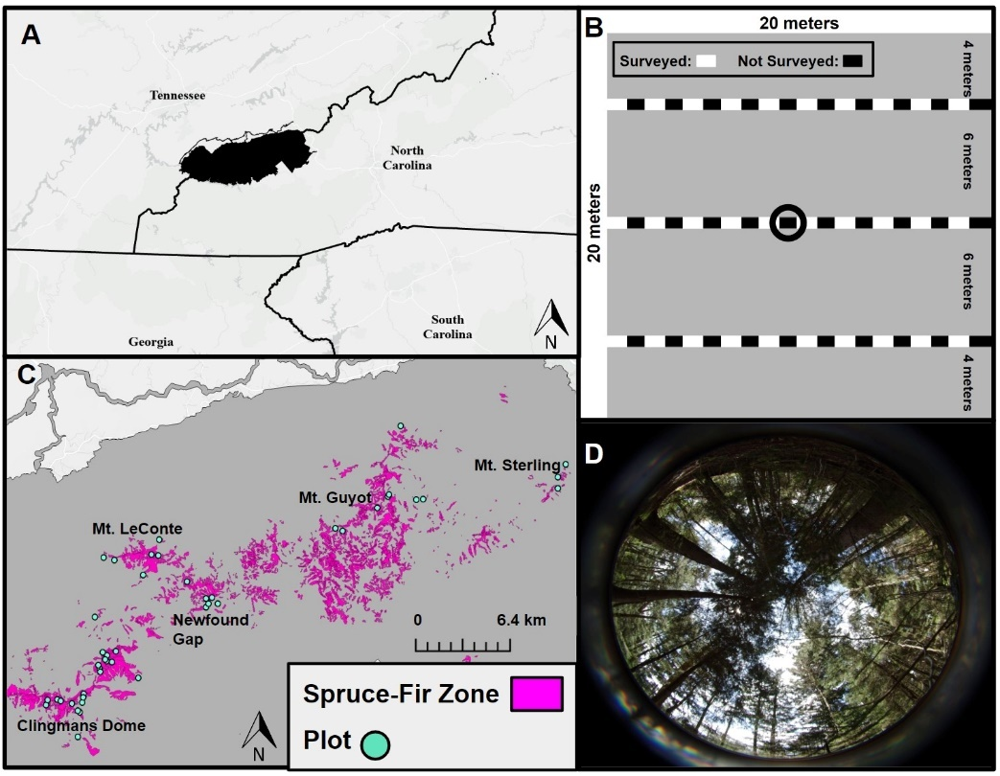 A
Tennessee
North
Carolina
South
Carolina
Georgia
N
B
20 meters
Surveyed:
Not Surveyed:
4 meters
6 meters
20 meters
6 meters
4 meters
C
Mt. Sterling
Mt. Guyot
Mt. LeConte
Newfound
Gap
0
6.4 km
Clingmans Dome
N
Spruce-Fir Zone
Plot
D